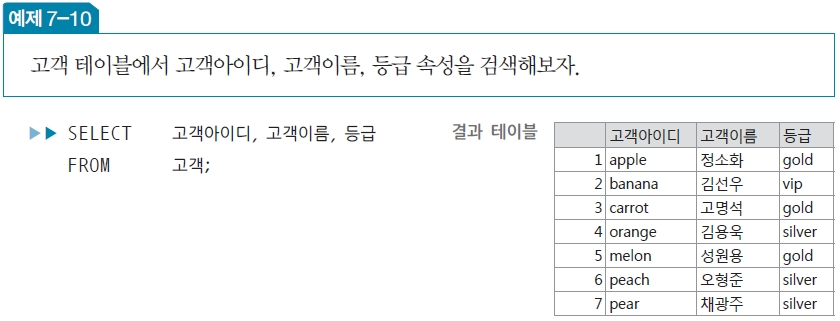 예제 7-10
고객 테이블에서 고객아이디, 고객이름, 등급 속성을 검색해보자.
▶▶ SELECT 고객아이디, 고객이름, 등급
FROM 고객;
결과 테이블
고객아이디 고객이름 등급
1 apple 정소화 gold
2 banana 김선우 vip
3 carrot 고명석 gold
4 orange 김용욱 silver
5 melon 성원용 gold
6 peach 오형준 silver
7 pear 채광주 silver